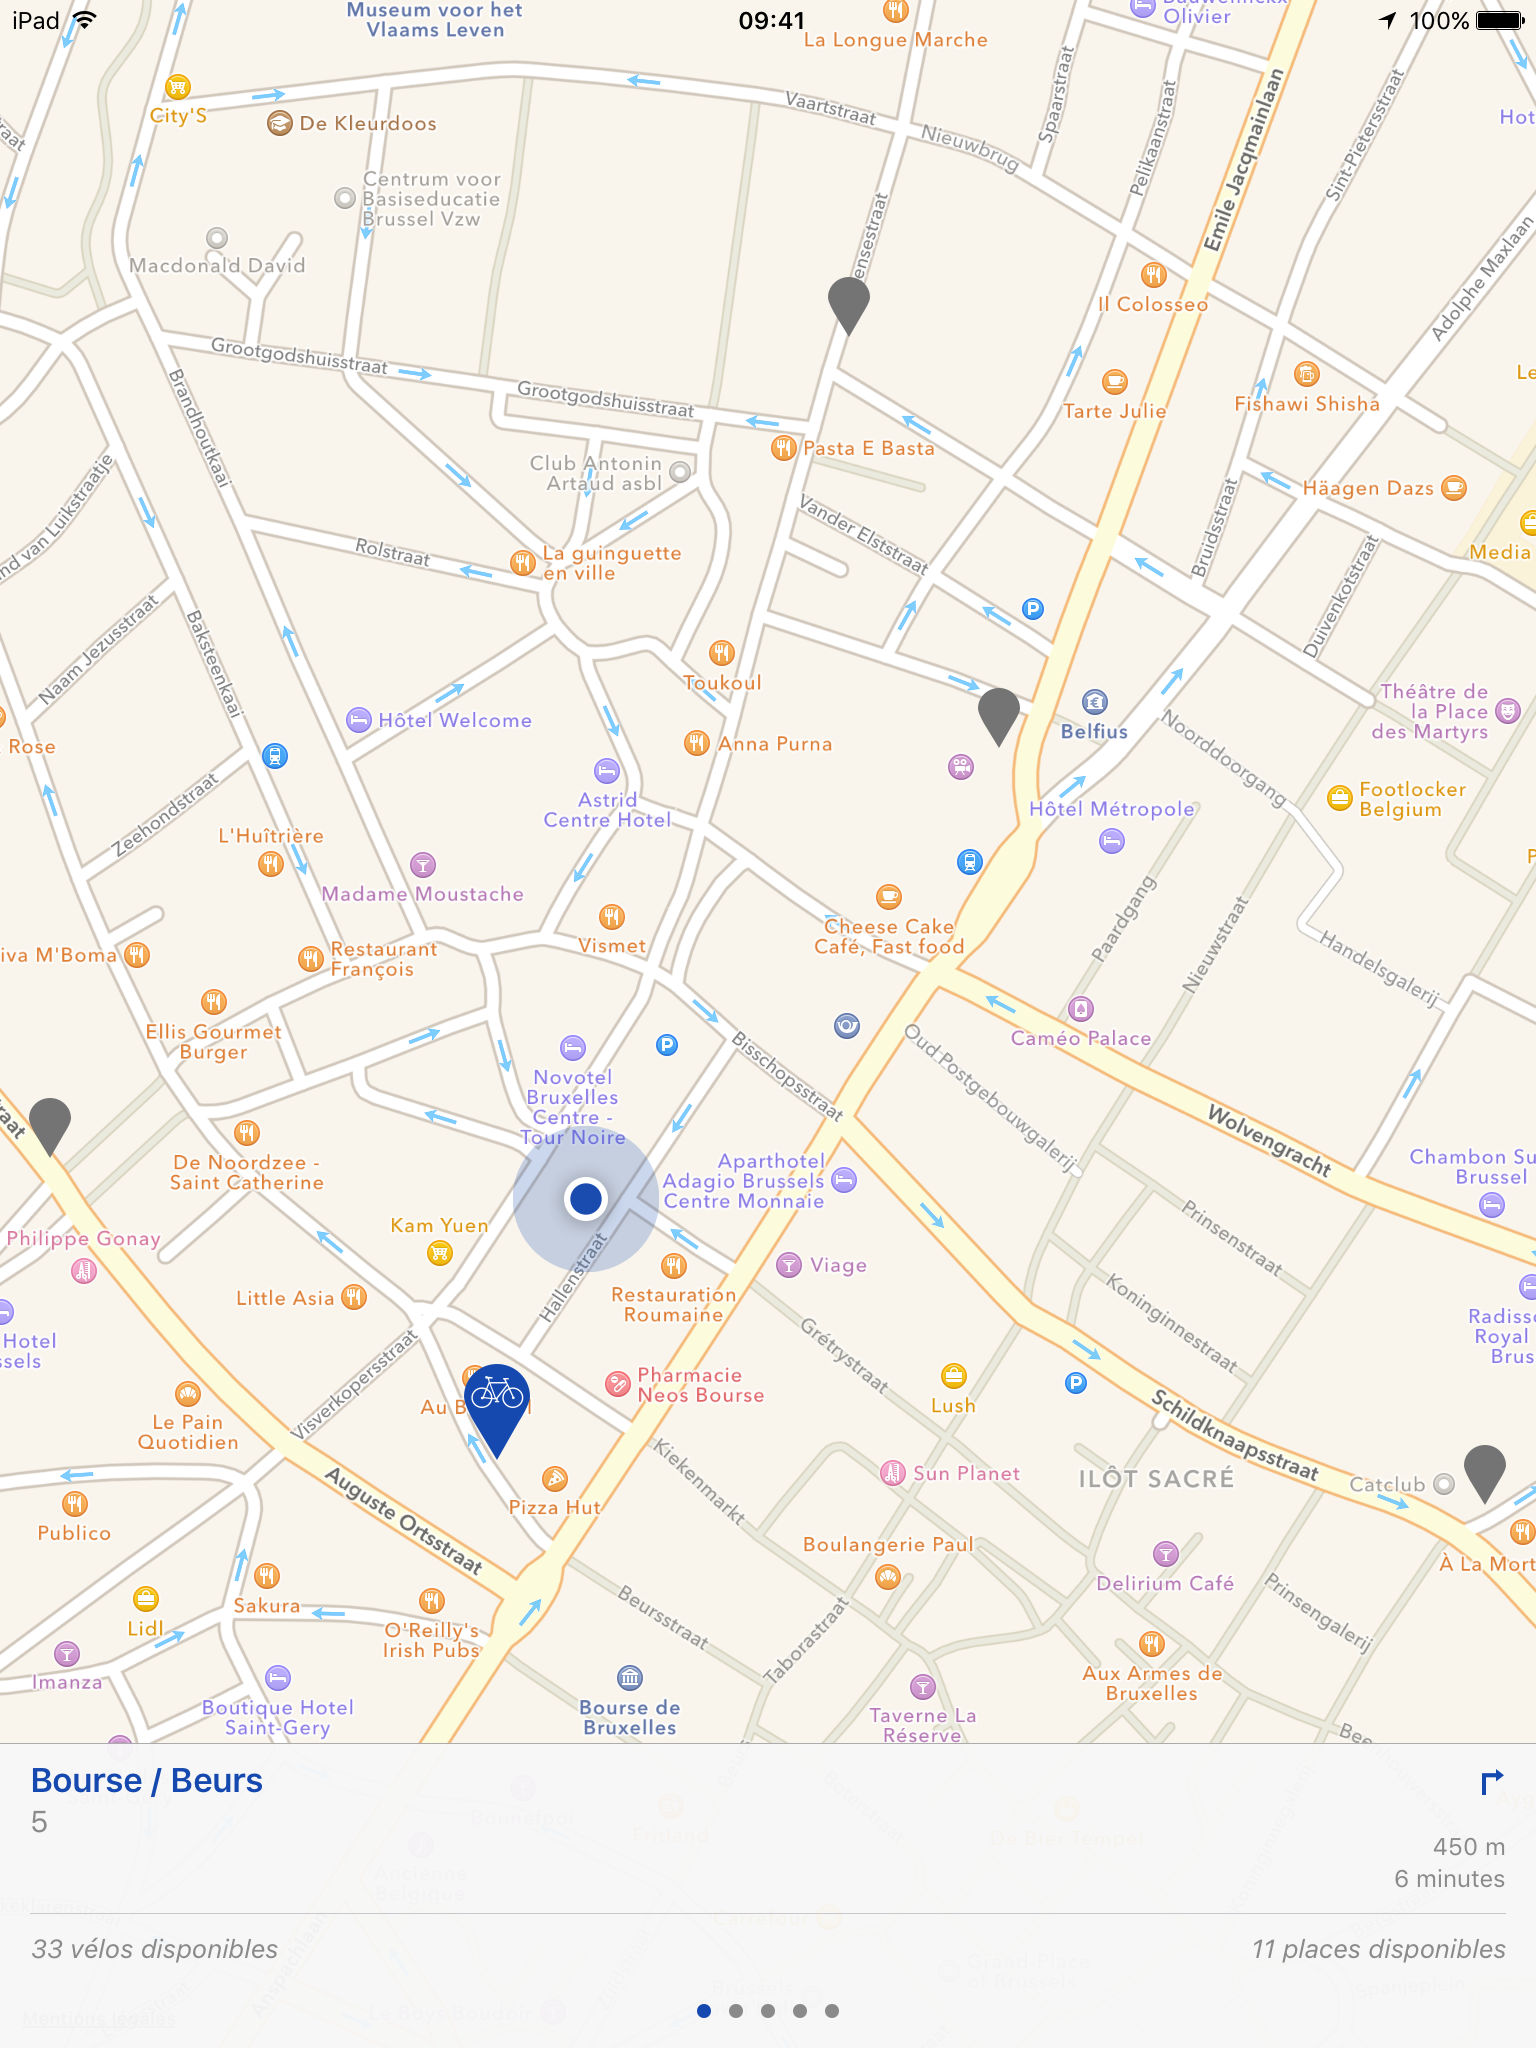 iPad
09:41
100%
Museum voor het
Vlaams Leven
La Longue Marche
Olivier
City'S
De Kleurdoos
Vaartstraat
Nieuwbrug
Spaarstraat
Pelikaanstraat
Emile Jacqmainlaan
Sint-Pietersstraat
Hot
Centrum voor
Basiseducatie
Brussel Vzw
Macdonald David
ensestraat
Il Colosseo
Adolphe Maxlaan
Grootgodshuisstraat
Grootgodshuisstraat
Brandhoutkaai
Tarte Julie
Fishawi Shisha
Le
Pasta E Basta
Club Antonin
Artaud asbl
Häagen Dazs
nd van Luikstraatje
Vander Elststraat
Bruidsstraat
Media
Rolstraat
La guinguette
en ville
Duivenkotstraat
Naam Jezusstraat
Baksteenkaai
P
Toukoul
Théâtre de
la Place
des Martyrs
Rose
Hôtel Welcome
Anna Purna
Belfius
Noorddoorgang
Astrid
Centre Hotel
Hôtel Métropole
Footlocker
Belgium
Zeehondstraat
L'Huîtrière
Madame Moustache
Paardgang
Nieuwstraat
Cheese Cake
Café, Fast food
Vismet
iva M'Boma
Restaurant
François
Handelsgalerij
Ellis Gourmet
Burger
P
Caméo Palace
Novotel
Bruxelles
Centre -
Tour Noire
Bisschopsstraat
Oud Postgebouwgalerij
Wolvengracht
raat
De Noordzee -
Saint Catherine
Aparthotel
Adagio Brussels
Centre Monnaie
Chambon Su
Brussel
Philippe Gonay
Kam Yuen
Prinsenstraat
Viage
Hallenstraat
Little Asia
Restauration
Roumaine
Koninginnestraat
Hotel
ssels
Radisso
Royal
Brus
Grétrystraat
Visverkopersstraat
Pharmacie
Neos Bourse
Lush
P
Au B
Le Pain
Quotidien
Schildknaapsstraat
Kiekenmarkt
Sun Planet
ILÔT SACRÉ
Catclub
Auguste Ortsstraat
Pizza Hut
Publico
Boulangerie Paul
À La Mort
Delirium Café
Sakura
Lidl
O'Reilly's
Irish Pubs
Beursstraat
Taborastraat
Prinsengalerij
Imanza
Aux Armes de
Bruxelles
Boutique Hotel
Saint-Gery
Bourse de
Bruxelles
Taverne La
Réserve
Bee
Bourse / Beurs
5
450 m
6 minutes
33 vélos disponibles
11 places disponibles
Mentions légales